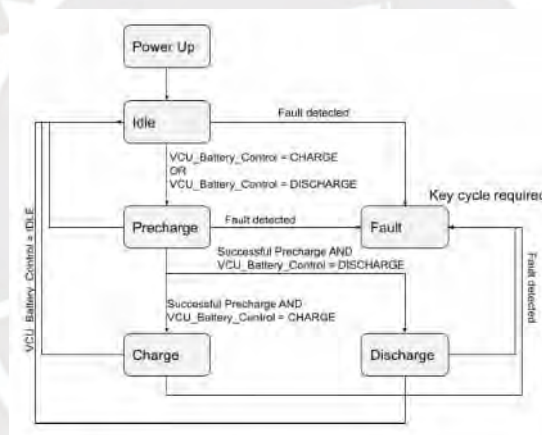 Power Up
Idle
Fault detected
VCU_Battery_Control = CHARGE
OR
VCU_Battery_Control = DISCHARGE
Key cycle required
Precharge
Fault detected
Fault
Successful Precharge AND
VCU_Battery_Control = DISCHARGE
VCU_Battery_Control = IDLE
Fault detected
Successful Precharge AND
VCU_Battery_Control = CHARGE
Charge
Discharge